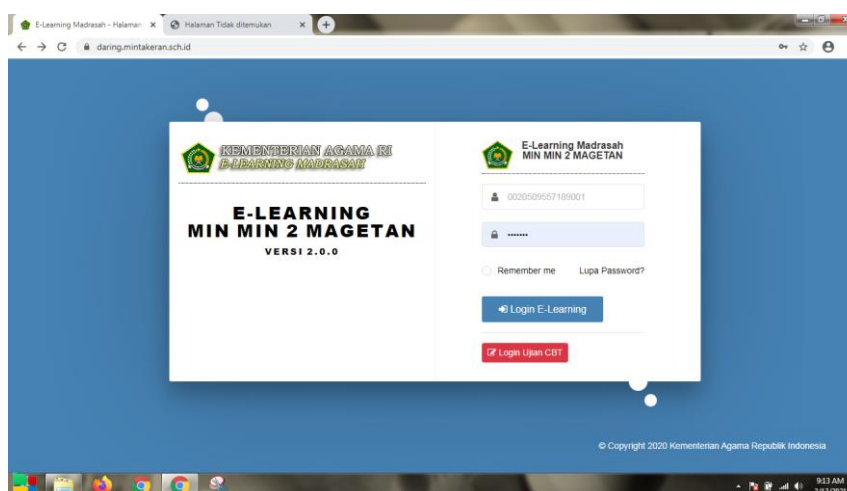 E-Learning Madrasah - Halaman
Halaman Tidak ditemukan
daring.mintakeran.sch.id
KEMENTERIAN AGAMA RI
E-LEARNING MADRASAH
E-LEARNING
MIN MIN 2 MAGETAN
VERSI 2.0.0
E-Learning Madrasah
MIN MIN 2 MAGETAN
0020509557189001
Remember me Lupa Password?
Login E-Learning
Login Ujian CBT
© Copyright 2020 Kementerian Agama Republik Indonesia
9:13 AM